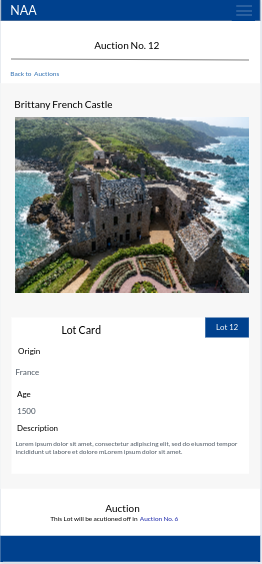 NAA
Auction No. 12
Back to Auctions
Brittany French Castle
Lot Card
Lot 12
Origin
France
Age
1500
Description
Lorem ipsum dolor sit amet, consectetur adipiscing elit, sed do eiusmod tempor
incididunt ut labore et dolore mLorem ipsum dolor sit amet.
Auction
This Lot will be acutioned off in Auction No. 6